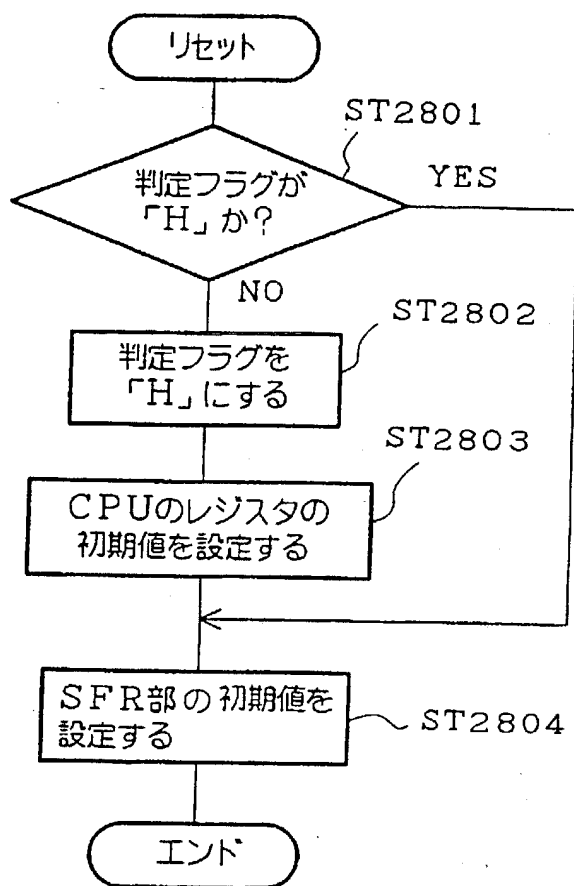 リセット
ST2801
判定フラグが
「H」か?
YES
NO
ST2802
判定フラグを
「H」にする
ST2803
CPUのレジスタの
初期値を設定する
SFR部の初期値を
設定する
ST2804
エンド